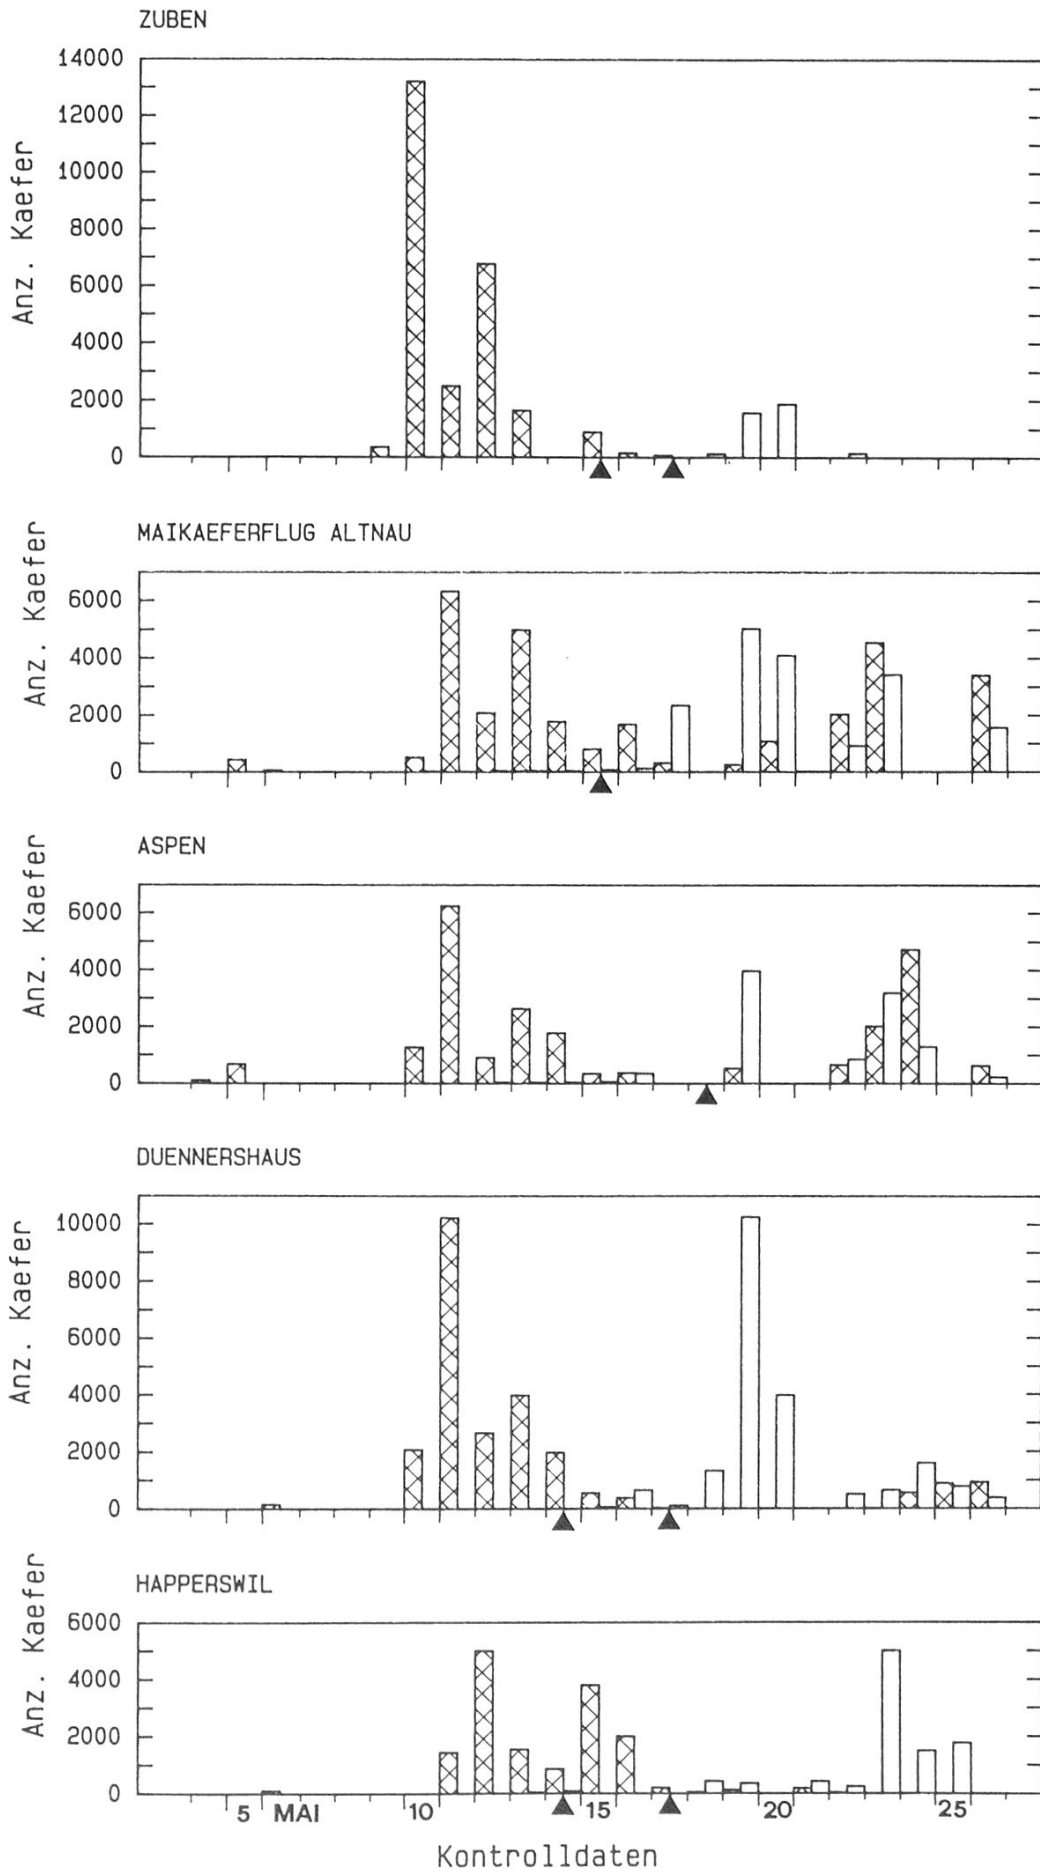 ZUBEN
14000
12000
10000
8000
6000
4000
2000
0
Anz. Kaefer
MAIKAEFERFLUG ALTNAU
6000
4000
2000
0
Anz. Kaefer
ASPEN
6000
4000
2000
0
Anz. Kaefer
DUENNERSHAUS
10000
8000
6000
4000
2000
0
Anz. Kaefer
HAPPERSWIL
6000
4000
2000
0
Anz. Kaefer
5 MAI 10 15 20 25
Kontrolldaten